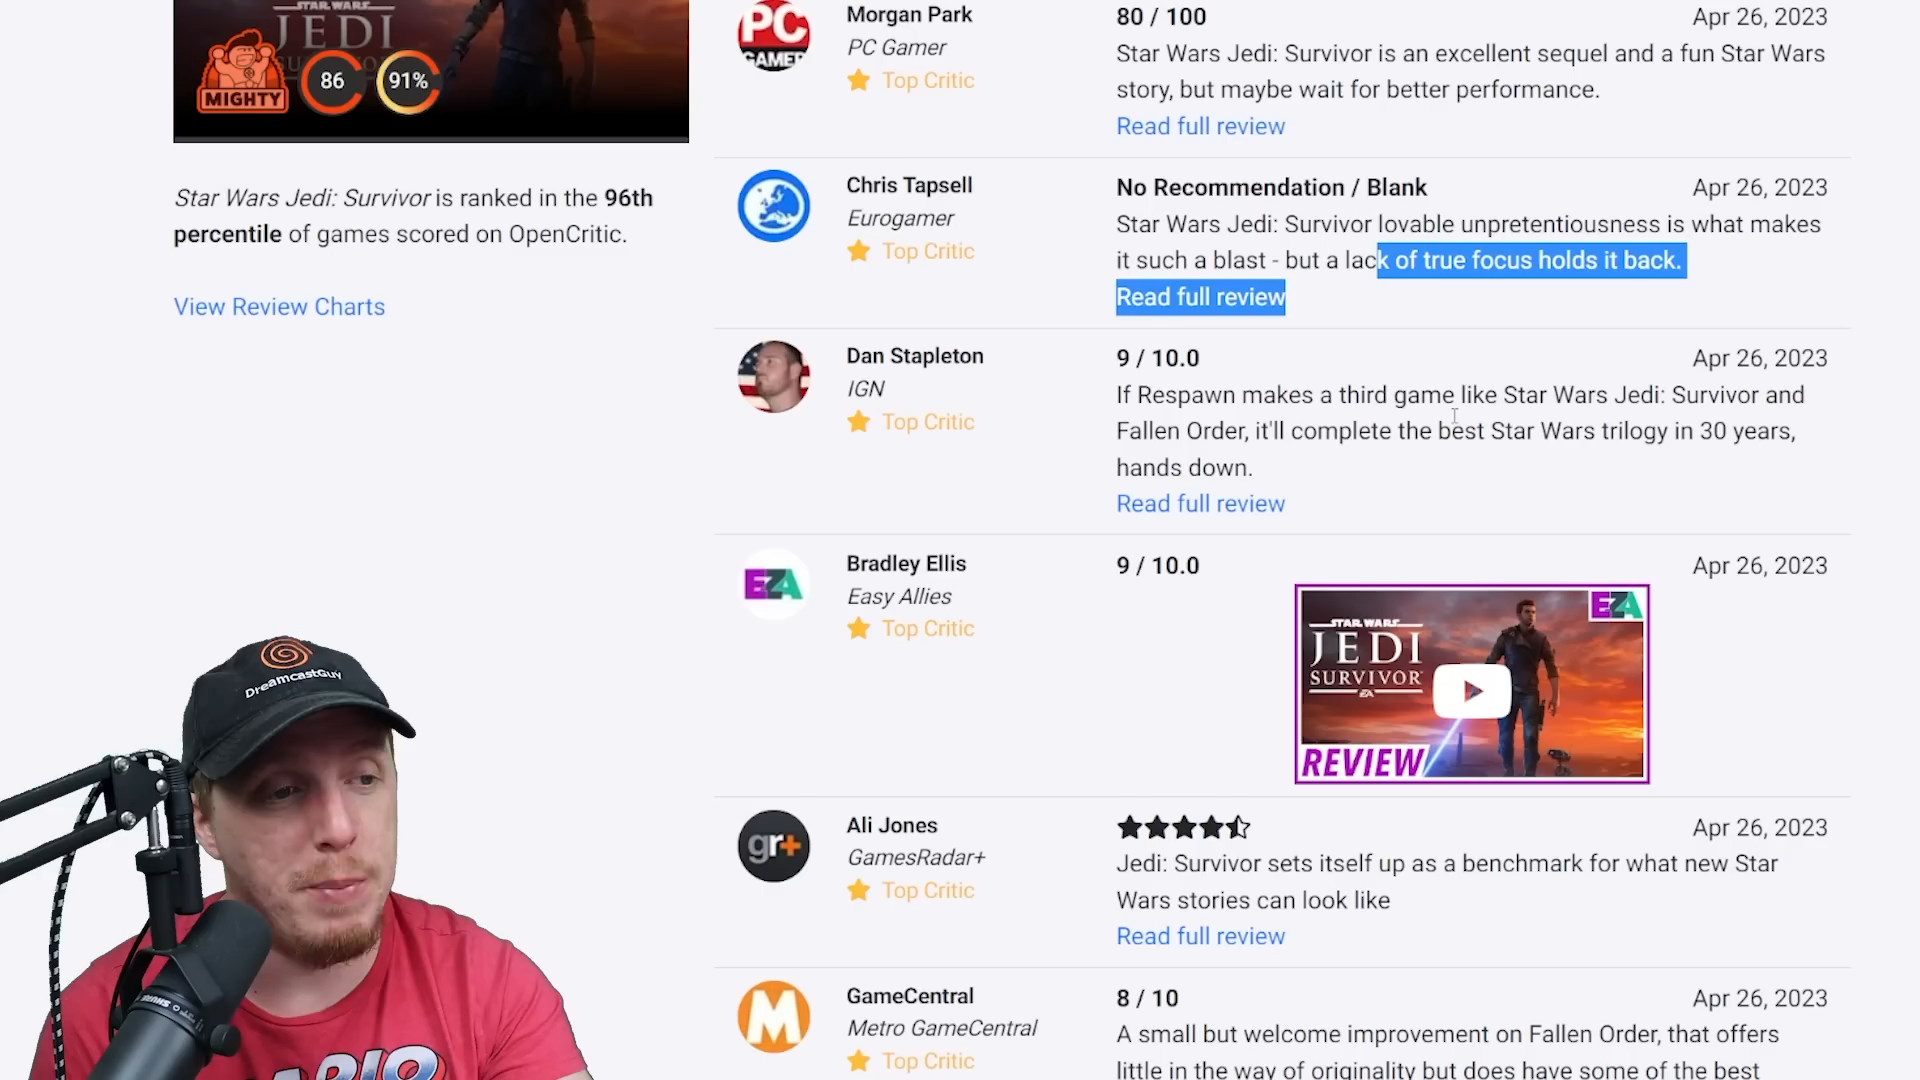 STAR WARS
JEDI
SURVIVOR
MIGHTY
86
91%
Star Wars Jedi: Survivor is ranked in the 96th
percentile of games scored on OpenCritic.
View Review Charts
PC
GAMER
Morgan Park
PC Gamer
Top Critic
80 / 100
Apr 26, 2023
Star Wars Jedi: Survivor is an excellent sequel and a fun Star Wars
story, but maybe wait for better performance.
Read full review
Chris Tapsell
Eurogamer
Top Critic
No Recommendation / Blank
Apr 26, 2023
Star Wars Jedi: Survivor lovable unpretentiousness is what makes
it such a blast - but a lack of true focus holds it back.
Read full review
Dan Stapleton
IGN
Top Critic
9 / 10.0
Apr 26, 2023
If Respawn makes a third game like Star Wars Jedi: Survivor and
Fallen Order, it'll complete the best Star Wars trilogy in 30 years,
hands down.
Read full review
EZA
Bradley Ellis
Easy Allies
Top Critic
9 / 10.0
Apr 26, 2023
EZA
STAR WARS
JEDI
SURVIVOR
EA
REVIEW
gr+
Ali Jones
GamesRadar+
Top Critic
Apr 26, 2023
Jedi: Survivor sets itself up as a benchmark for what new Star
Wars stories can look like
Read full review
M
GameCentral
Metro GameCentral
Top Critic
8 / 10
Apr 26, 2023
A small but welcome improvement on Fallen Order, that offers
little in the way of originality but does have some of the best
DreamcastGuy
SHURE
ARIO